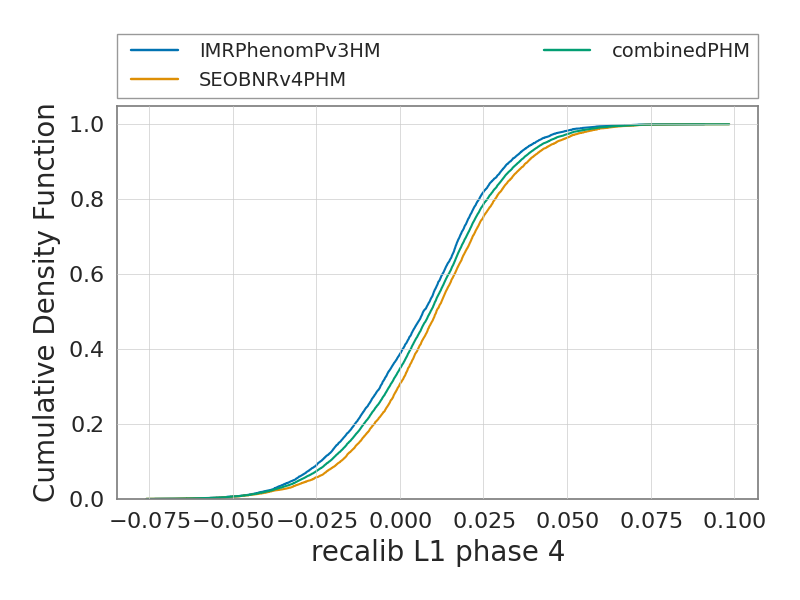 IMRPhenomPv3HM
SEOBNRv4PHM
combinedPHM
Cumulative Density Function
1.0
0.8
0.6
0.4
0.2
0.0
−0.075 −0.050 −0.025 0.000 0.025 0.050 0.075 0.100
recalib L1 phase 4